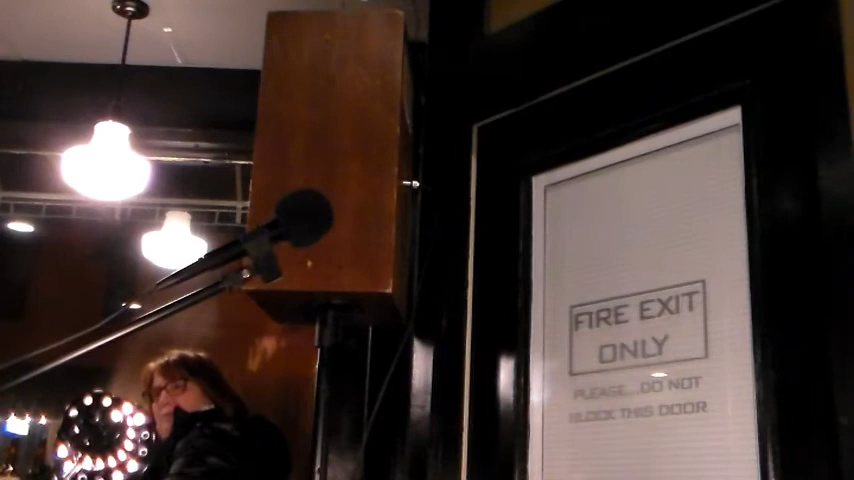 FIRE EXIT
ONLY
PLEASE...DO NOT
BLOCK THIS DOOR